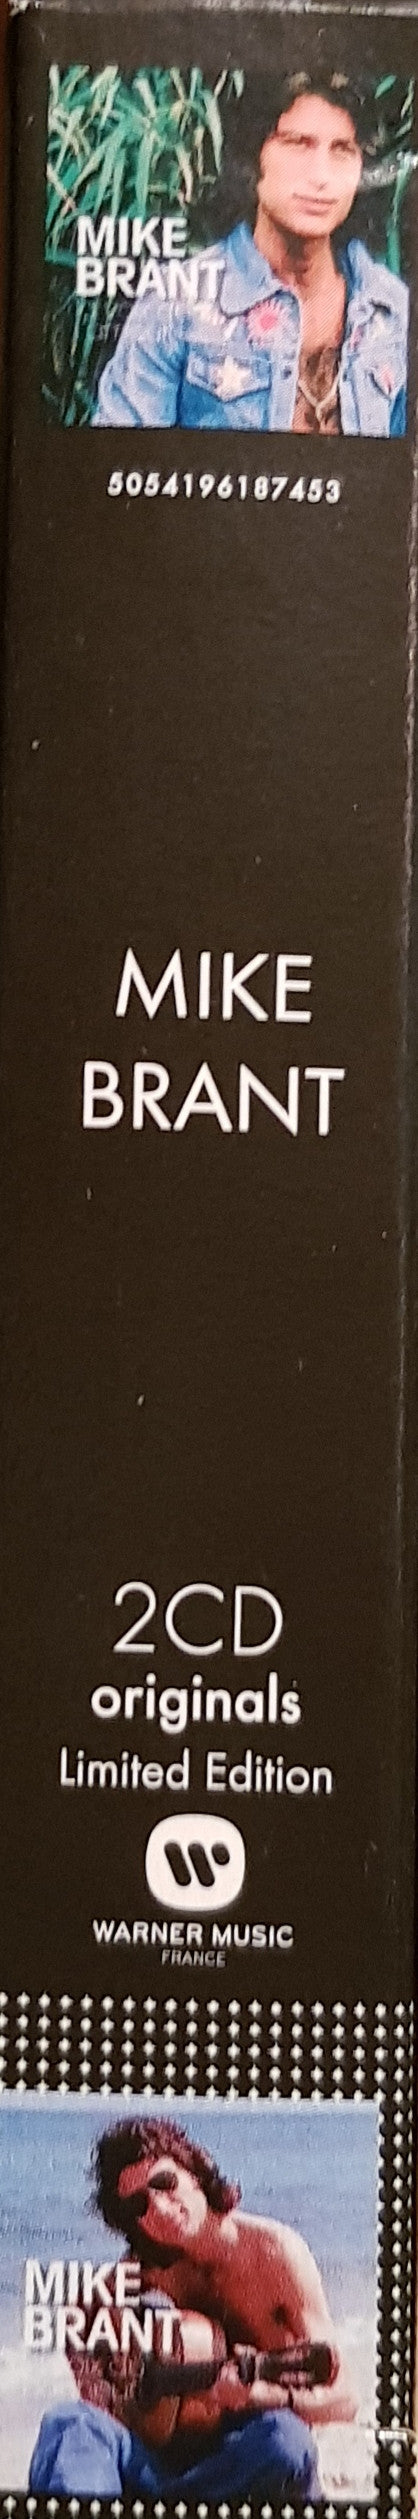 MIKE
BRANT
5054196187453
MIKE
BRANT
2CD
originals
Limited Edition
WARNER MUSIC
FRANCE
MIKE
BRANT